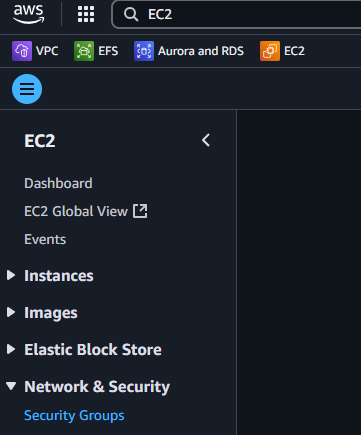 aws EC2
VPC EFS Aurora and RDS EC2
EC2
Dashboard
EC2 Global View
Events
Instances
Images
Elastic Block Store
Network & Security
Security Groups